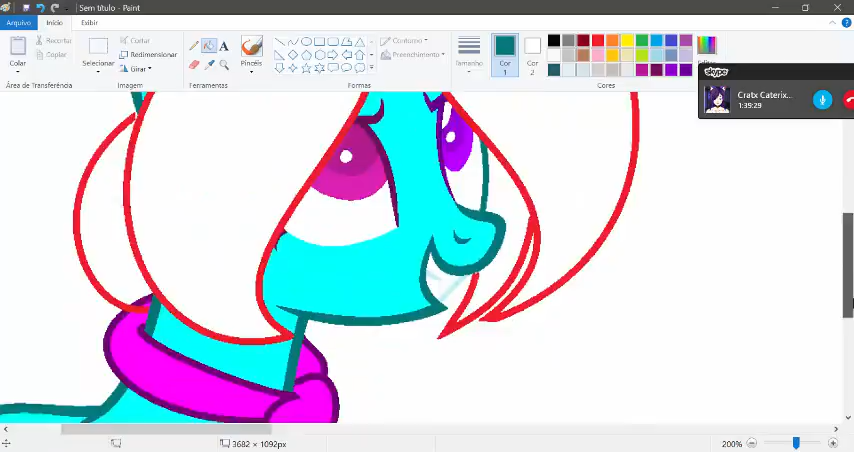 Sem título - Paint
Arquivo Início Exibir
Colar
Recortar
Copiar
Área de Transferência
Selecionar
Cortar
Redimensionar
Girar
Imagem
A
Ferramentas
Pincéis
Contorno
Preenchimento
Formas
Tamanho
Cor
1
Cor
2
Cores
skype
Cratx Caterix...
1:39:29
3682 × 1092px
200%